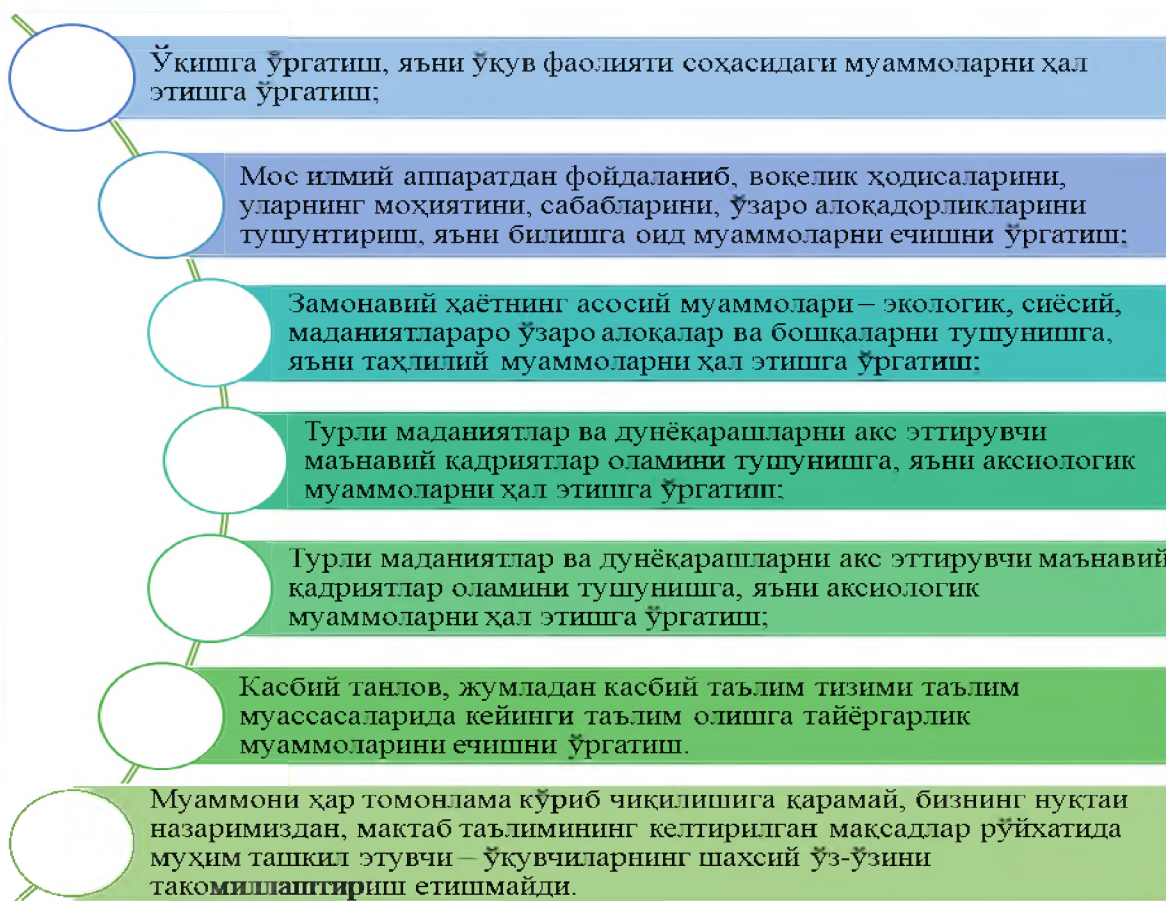 Ўқишга ўргатиш, яъни ўқув фаолияти соҳасидаги муаммоларни ҳал
этишга ўргатиш;
Мос илмий аппаратдан фойдаланиб, воқелик ҳодисаларини,
уларнинг моҳиятини, сабабларини, ўзаро алоқадорликларини
тушунтириш, яъни билишга оид муаммоларни ечишни ўргатиш;
Замонавий ҳаётнинг асосий муаммолари – экологик, сиёсий,
маданиятлараро ўзаро алоқалар ва бошқаларни тушунишга,
яъни таҳлилий муаммоларни ҳал этишга ўргатиш;
Турли маданиятлар ва дунёқарашларни акс эттирувчи
маънавий қадриятлар оламини тушунишга, яъни аксиологик
муаммоларни ҳал этишга ўргатиш;
Турли маданиятлар ва дунёқарашларни акс эттирувчи маънавий
қадриятлар оламини тушунишга, яъни аксиологик
муаммоларни ҳал этишга ўргатиш;
Касбий танлов, жумладан касбий таълим тизими таълим
муассасаларида кейинги таълим олишга тайёргарлик
муаммоларини ечишни ўргатиш.
Муаммони ҳар томонлама кўриб чиқилишига қарамай, бизнинг нуқтаи
назаримиздан, мактаб таълимининг келтирилган мақсадлар рўйхатида
муҳим ташкил этувчи – ўқувчиларнинг шахсий ўз-ўзини
такомиллаштириш етишмайди.